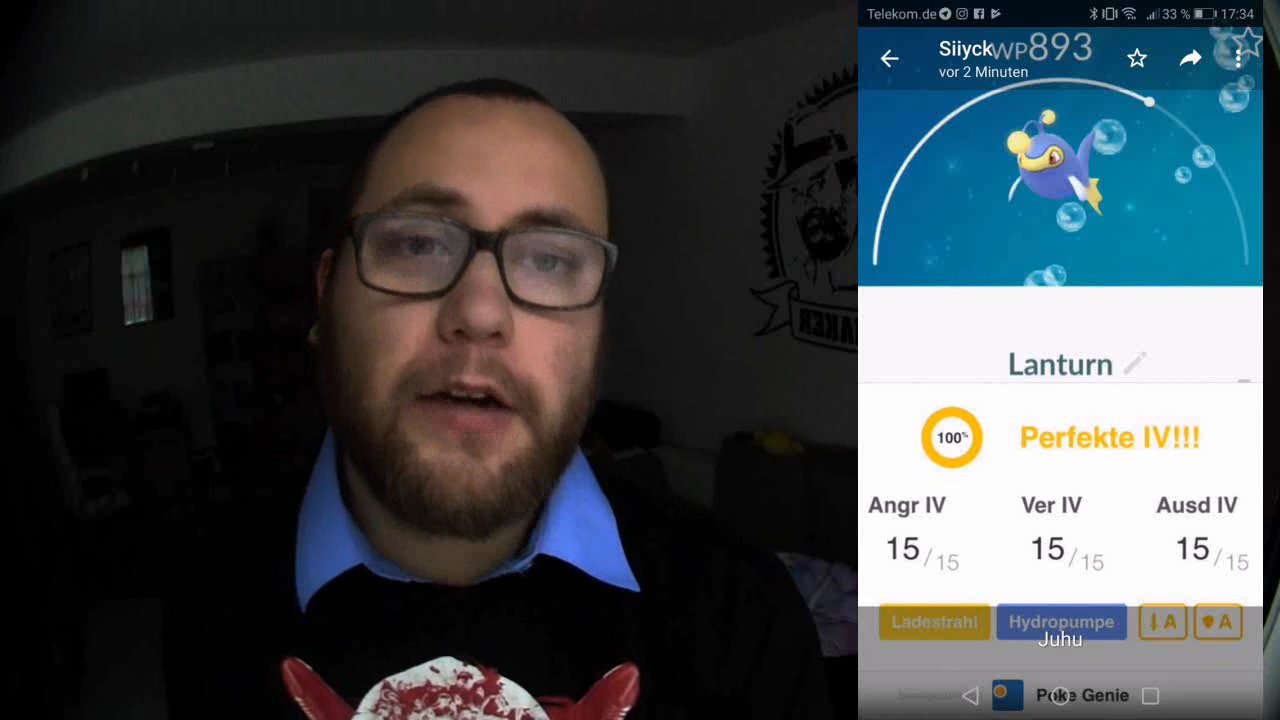 Telekom.de 33 % 17:34
Siiyck WP893
vor 2 Minuten
Lanturn
100% Perfekte IV!!!
Angr IV Ver IV Ausd IV
15/15 15/15 15/15
Ladestrahl Hydropumpe A A
Juhu
Poke Genie